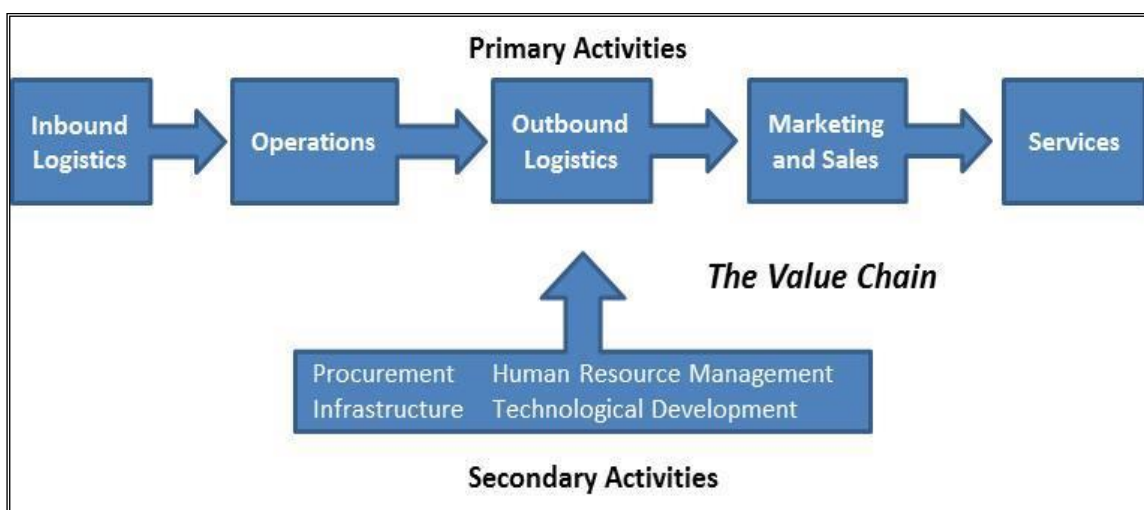 Primary Activities
Inbound
Logistics
Operations
Outbound
Logistics
Marketing
and Sales
Services
The Value Chain
Procurement Human Resource Management
Infrastructure Technological Development
Secondary Activities